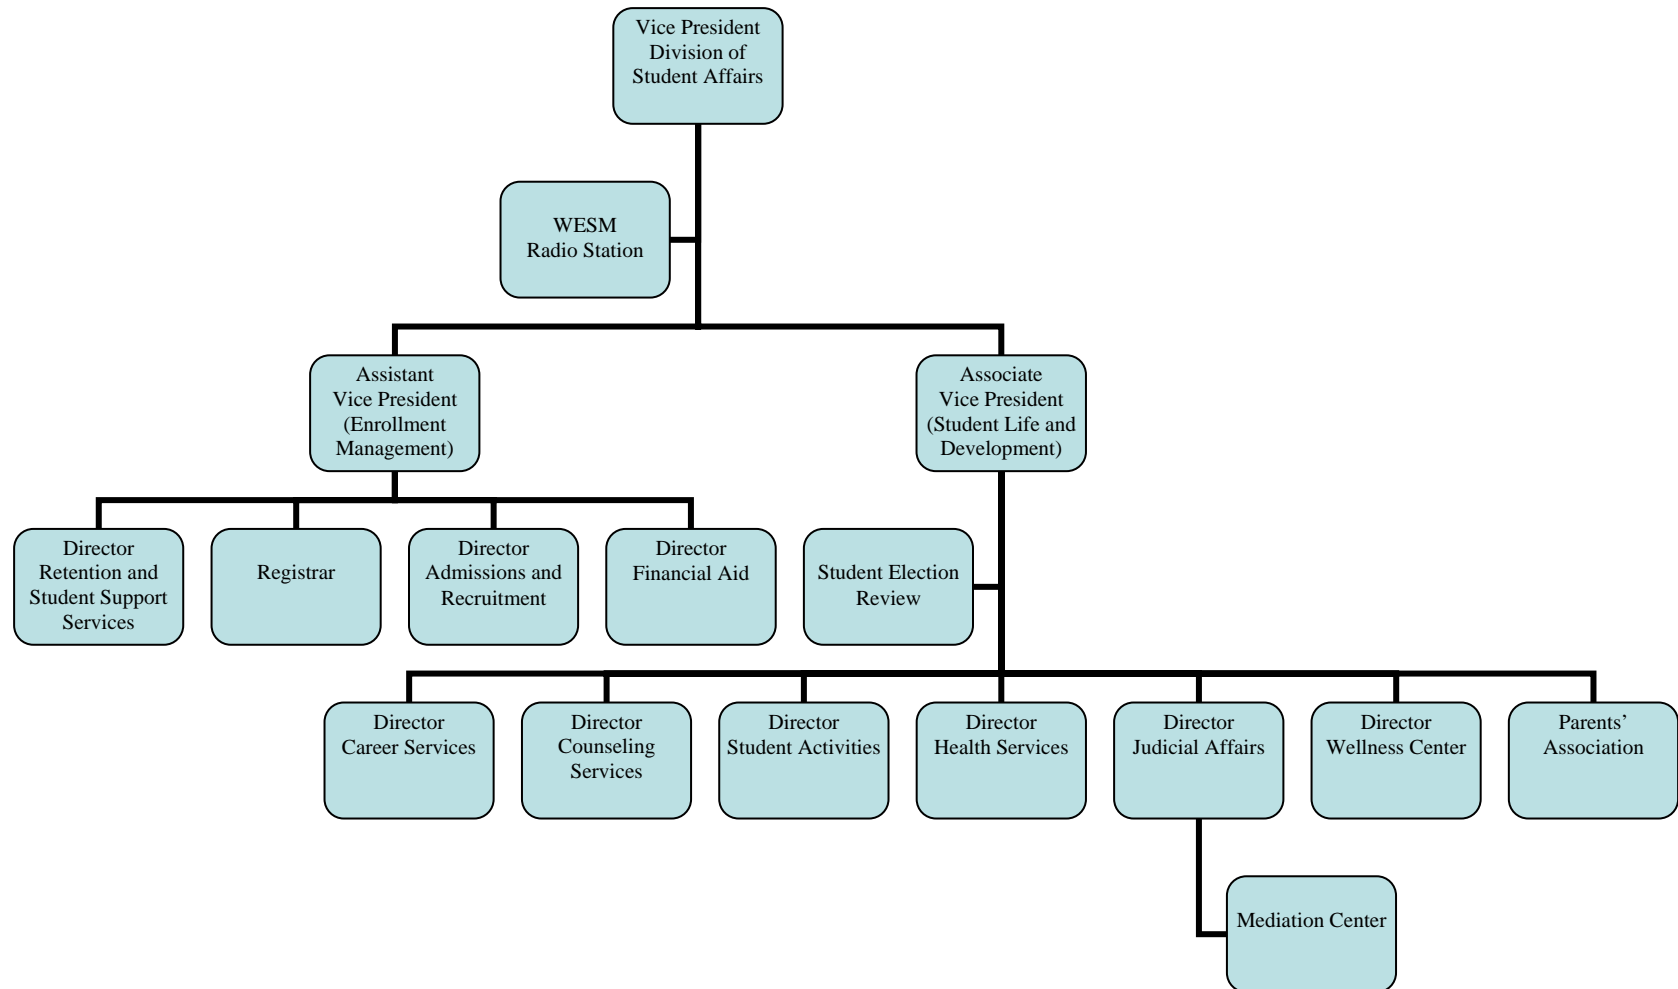 Vice President
Division of
Student Affairs
WESM
Radio Station
Assistant
Vice President
(Enrollment
Management)
Associate
Vice President
(Student Life and
Development)
Director
Retention and
Student Support
Services
Registrar
Director
Admissions and
Recruitment
Director
Financial Aid
Student Election
Review
Director
Career Services
Director
Counseling
Services
Director
Student Activities
Director
Health Services
Director
Judicial Affairs
Director
Wellness Center
Parents’
Association
Mediation Center